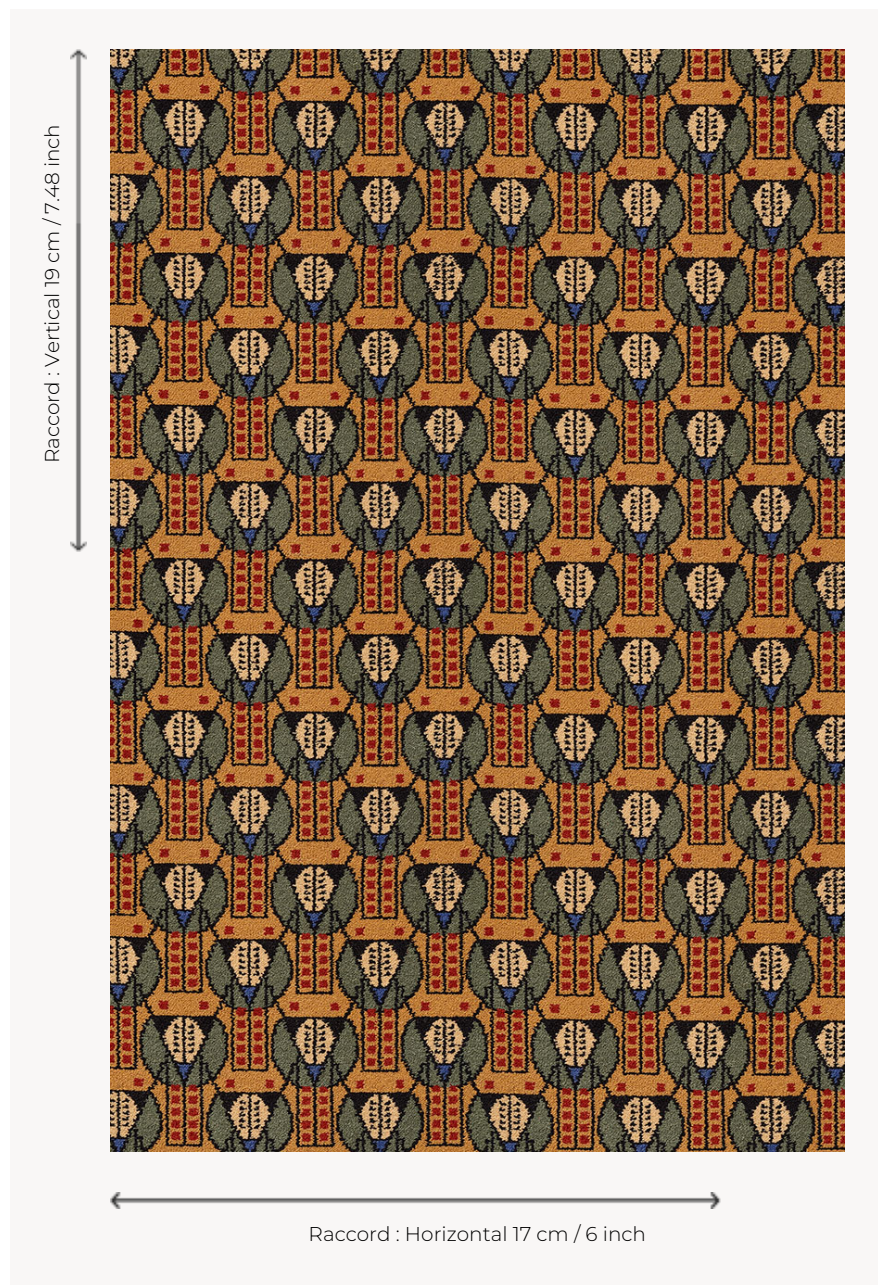 Raccord : Vertical 19 cm / 7.48 inch
Raccord : Horizontal 17 cm / 6 inch